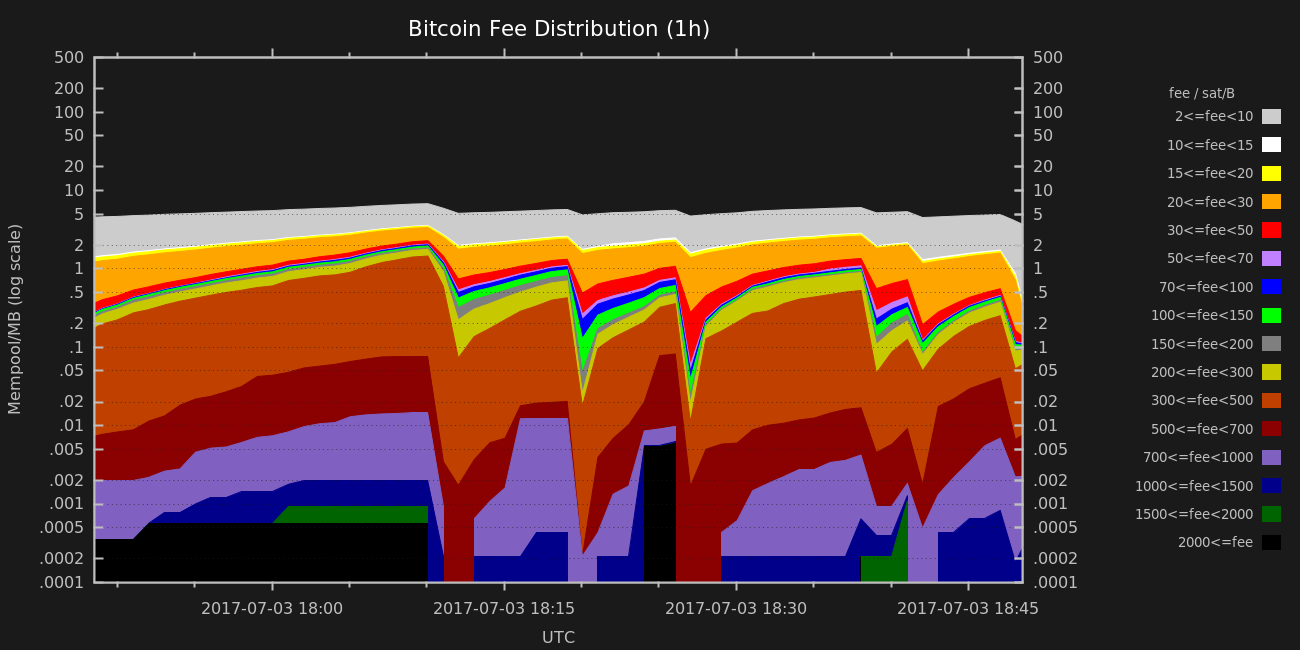 Bitcoin Fee Distribution (1h)
500 500
200 200
100 100
50 50
20 20
10 10
5 5
2 2
1 1
.5 .5
.2 .2
.1 .1
.05 .05
.02 .02
.01 .01
.005 .005
.002 .002
.001 .001
.0005 .0005
.0002 .0002
.0001 .0001
Mempool/MB (log scale)
2017-07-03 18:00 2017-07-03 18:15 2017-07-03 18:30 2017-07-03 18:45
UTC
fee / sat/B
2<=fee<10
10<=fee<15
15<=fee<20
20<=fee<30
30<=fee<50
50<=fee<70
70<=fee<100
100<=fee<150
150<=fee<200
200<=fee<300
300<=fee<500
500<=fee<700
700<=fee<1000
1000<=fee<1500
1500<=fee<2000
2000<=fee